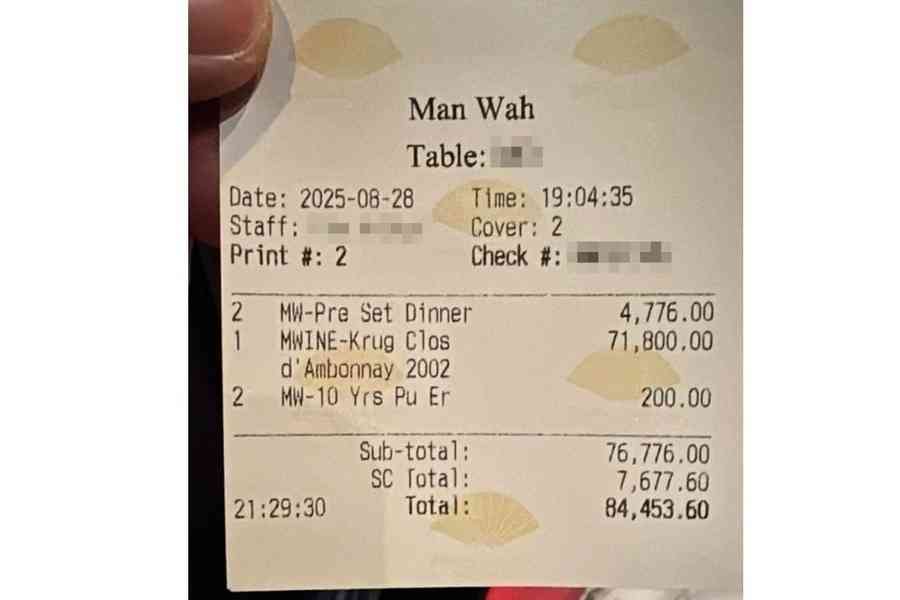 Man Wah
Table:
Date: 2025-08-28 Time: 19:04:35
Staff: Cover: 2
Print #: 2 Check #:
2 MW-Pre Set Dinner 4,776.00
1 MWINE-Krug Clos 71,800.00
d'Ambonnay 2002
2 MW-10 Yrs Pu Er 200.00
Sub-total: 76,776.00
SC Total: 7,677.60
21:29:30 Total: 84,453.60